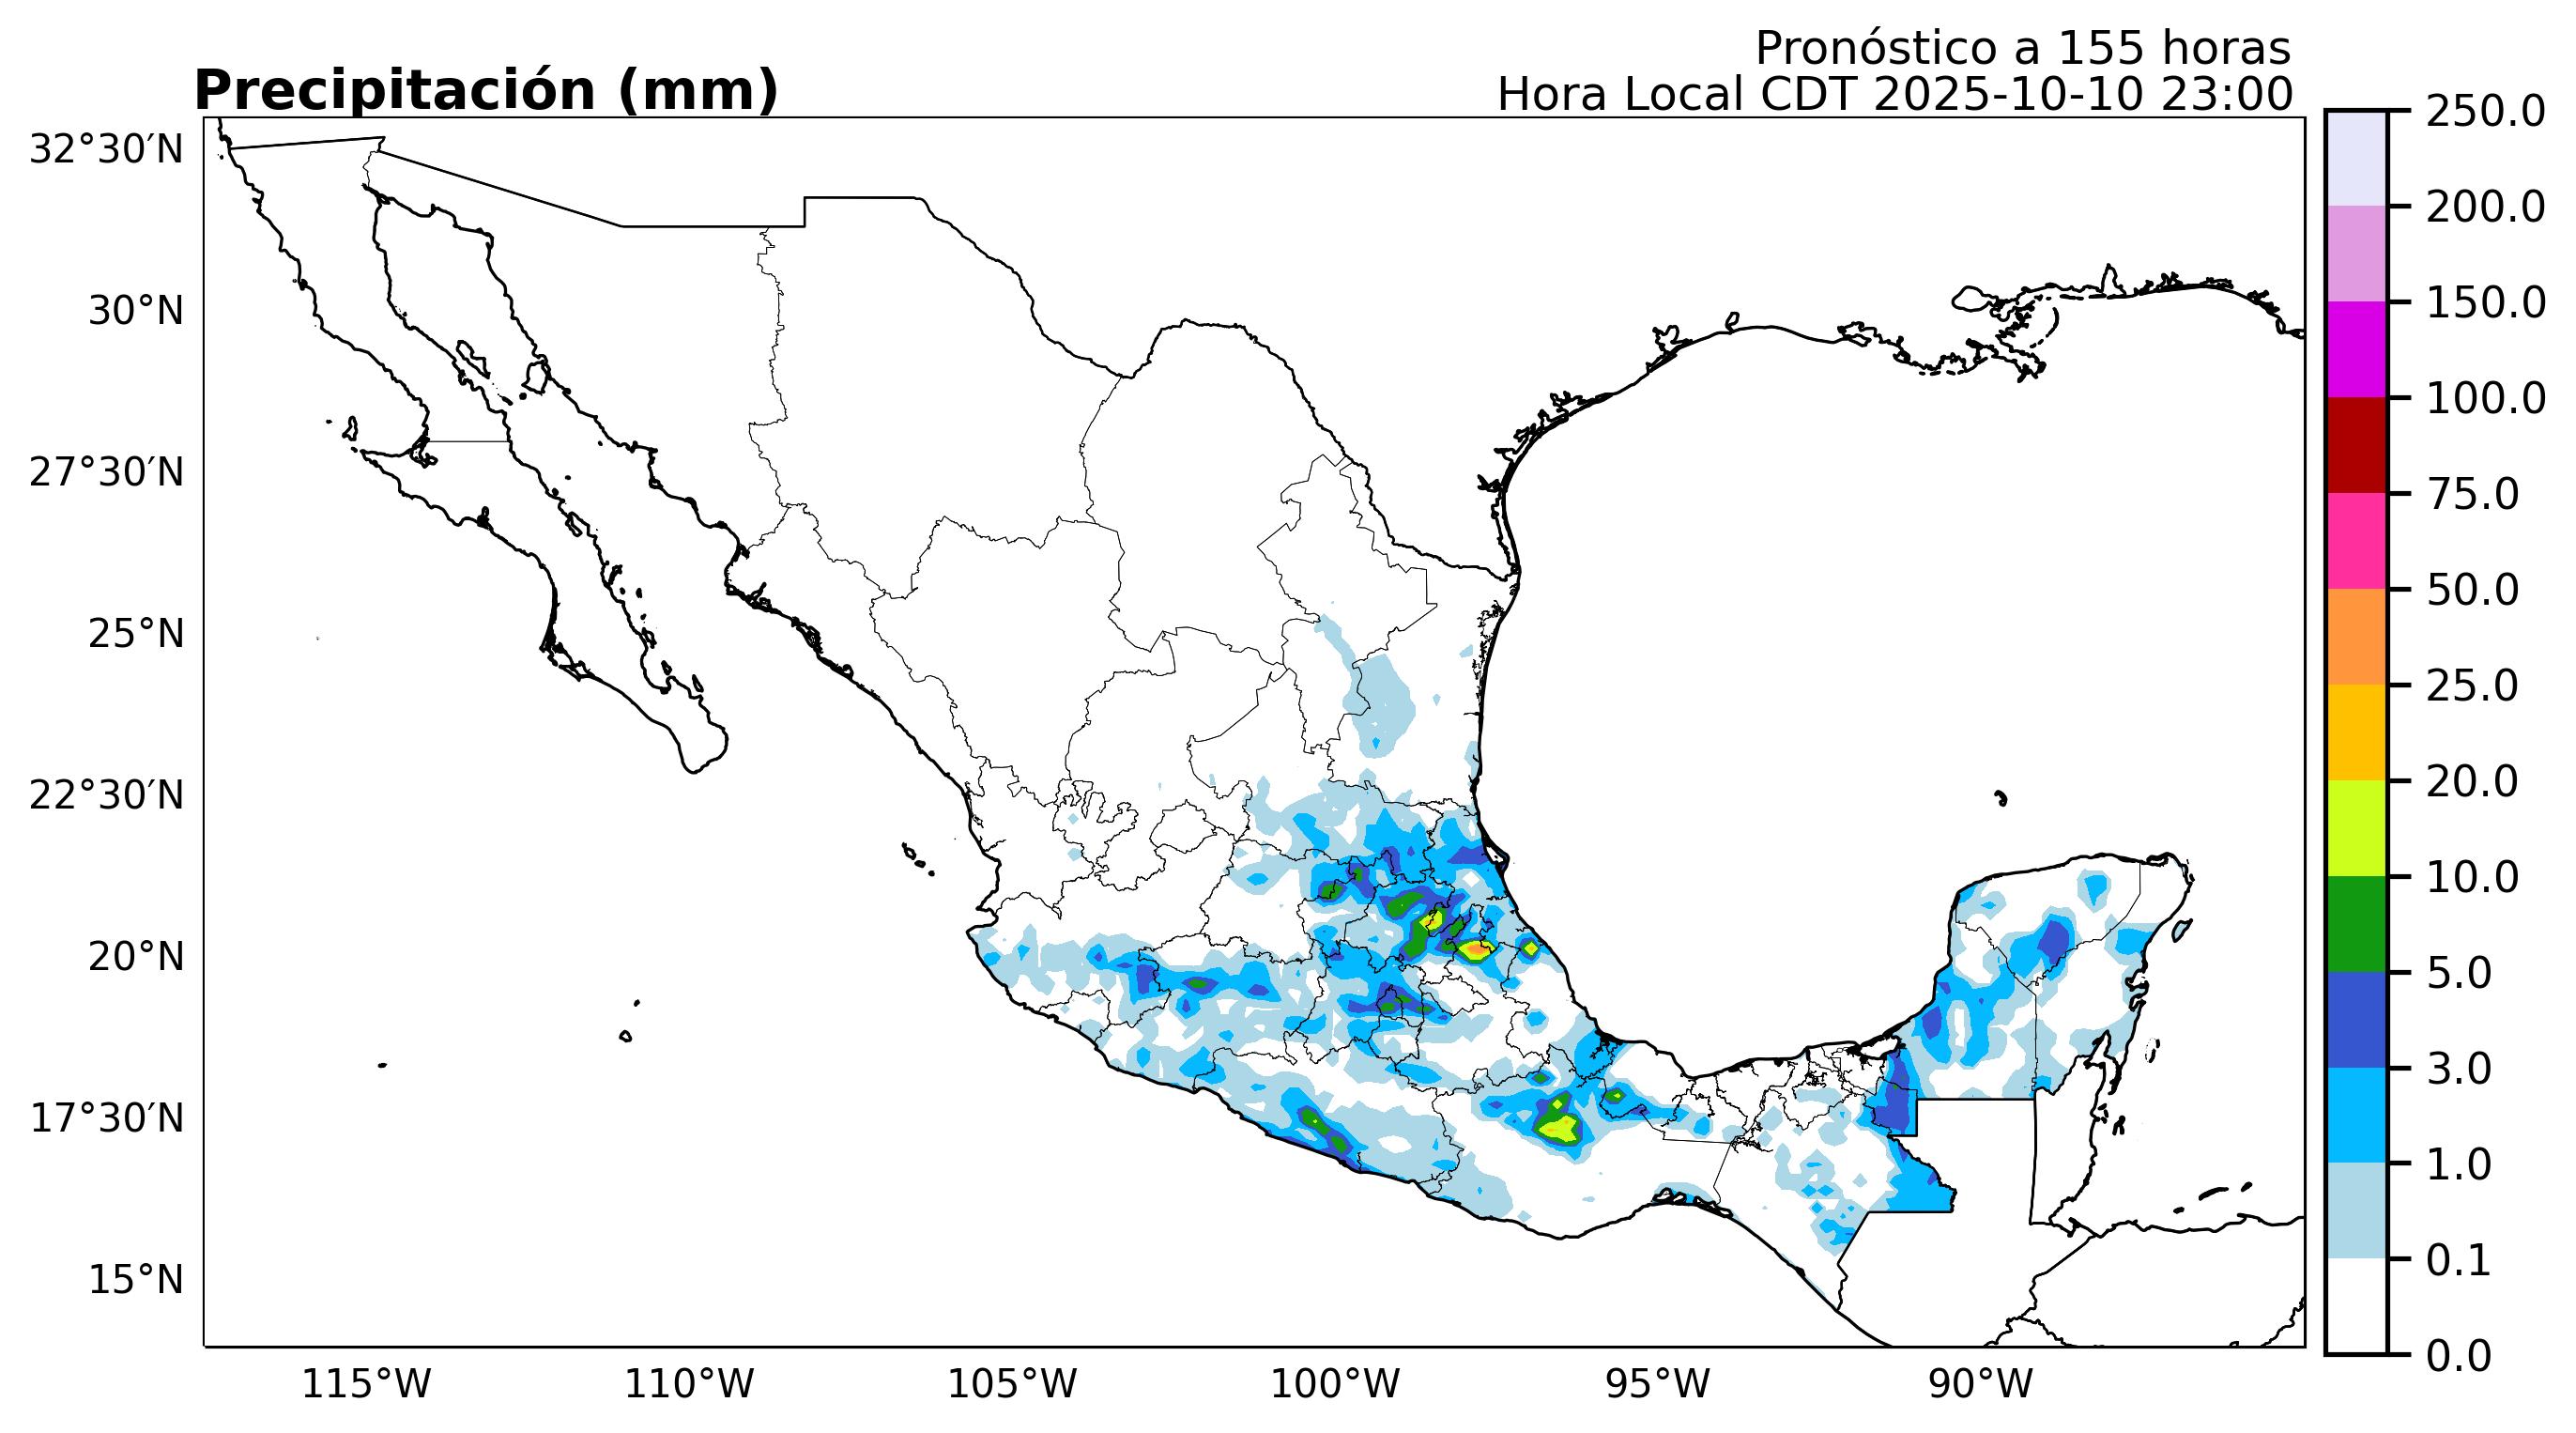 Pronóstico a 155 horas
Precipitación (mm)
Hora Local CDT 2025-10-10 23:00
32°30′N
30°N
27°30′N
25°N
22°30′N
20°N
17°30′N
15°N
115°W
110°W
105°W
100°W
95°W
90°W
250.0
200.0
150.0
100.0
75.0
50.0
25.0
20.0
10.0
5.0
3.0
1.0
0.1
0.0